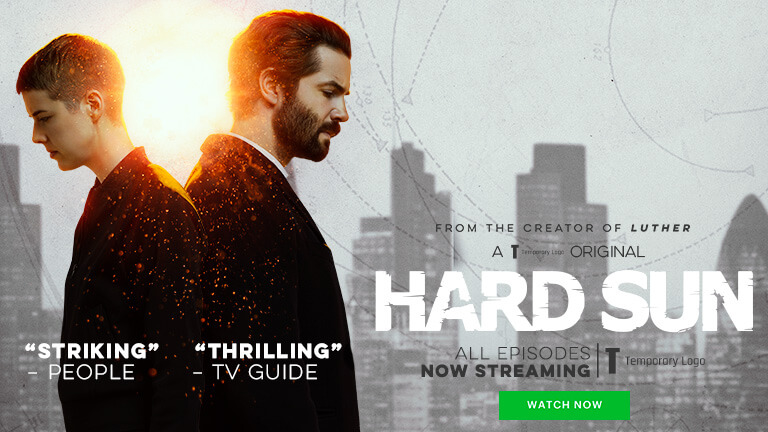 FROM THE CREATOR OF LUTHER
A T Temporary Logo ORIGINAL
HARD SUN
"STRIKING"
– PEOPLE
"THRILLING"
– TV GUIDE
ALL EPISODES
NOW STREAMING
T Temporary Logo
WATCH NOW